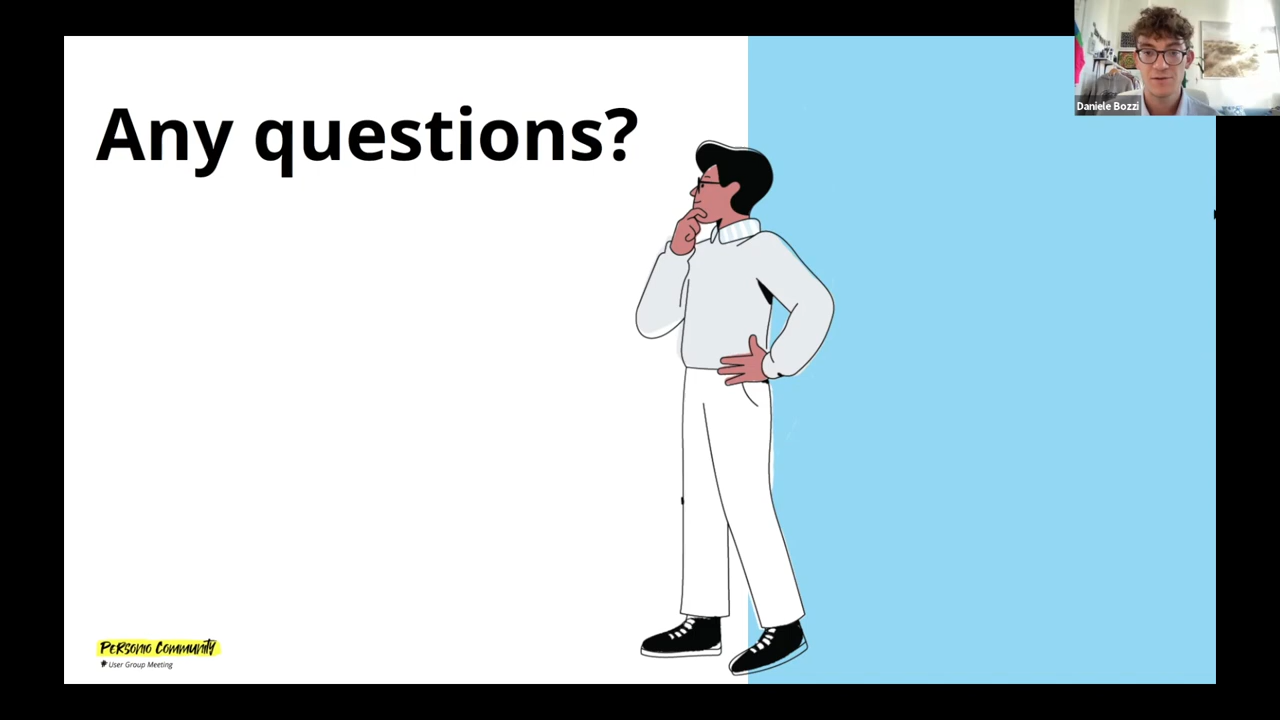 Any questions?
Daniele Bozzi
Personio Community
User Group Meeting